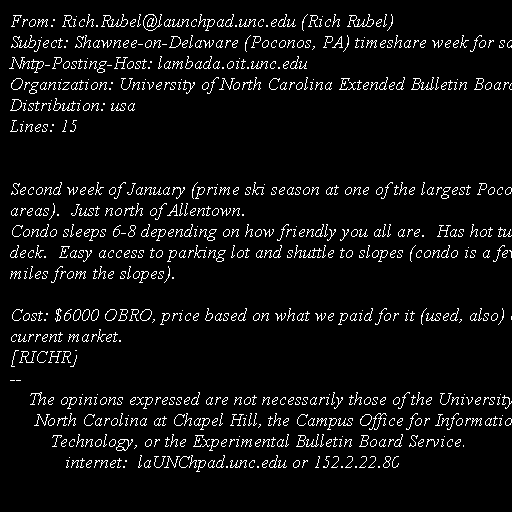 From: Rich.Rubel@launchpad.unc.edu (Rich Rubel)
Subject: Shawnee-on-Delaware (Poconos, PA) timeshare week for
Nntp-Posting-Host: lambada.oit.unc.edu
Organization: University of North Carolina Extended Bulletin
Distribution: usa
Lines: 15
Second week of January (prime ski season at one of the largest
areas). Just north of Allentown.
Condo sleeps 6-8 depending on how friendly you all are. Has hot
deck. Easy access to parking lot and shuttle to slopes (condo is a
miles from the slopes).
Cost: $6000 OBRO, price based on what we paid for it (used, also)
current market.
[RICHR]
--
The opinions expressed are not necessarily those of the University
North Carolina at Chapel Hill, the Campus Office for
Technology, or the Experimental Bulletin Board Service.
internet: laUNChpad.unc.edu or 152.2.22.80